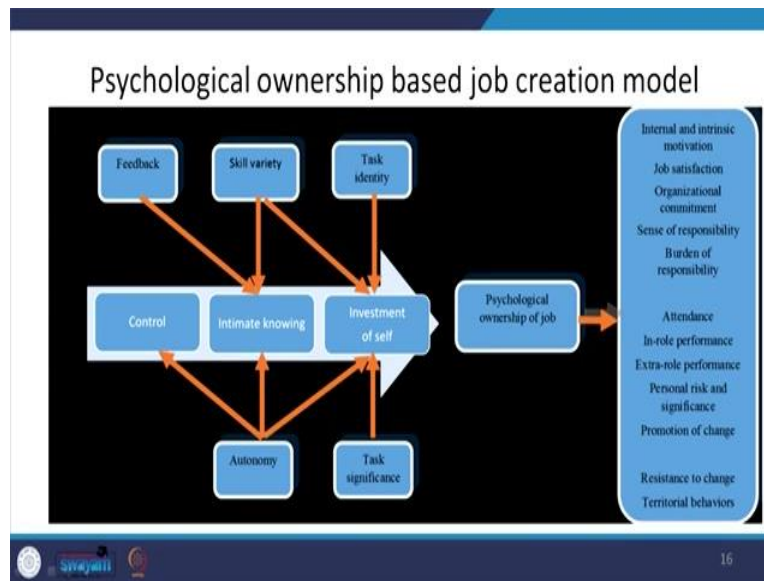 Psychological ownership based job creation model
Feedback
Skill variety
Task
identity
Control
Intimate knowing
Investment
of self
Autonomy
Task
significance
Psychological
ownership of job
Internal and intrinsic
motivation
Job satisfaction
Organizational
commitment
Sense of responsibility
Burden of
responsibility
Attendance
In-role performance
Extra-role performance
Personal risk and
significance
Promotion of change
Resistance to change
Territorial behaviors
swayam
16